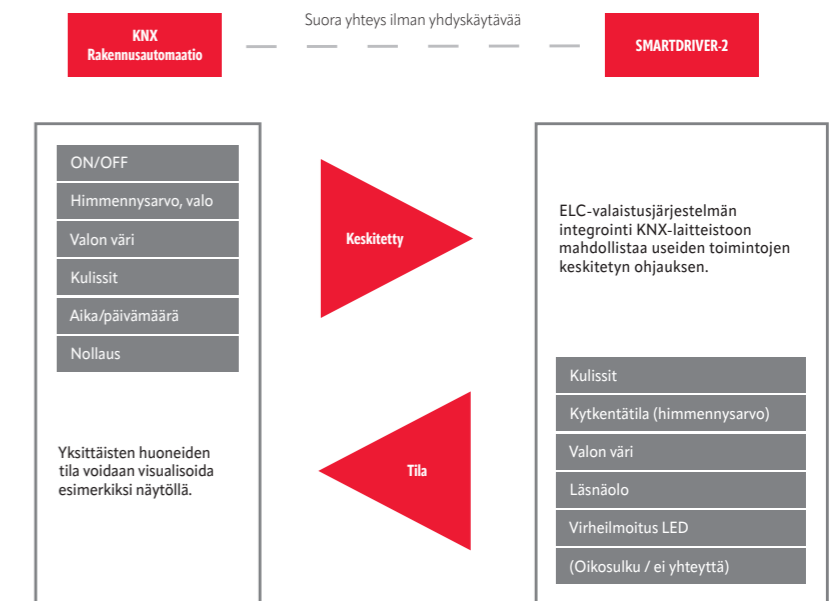 Suora yhteys ilman yhdyskäytävää
KNX
Rakennusautomaatio
SMARTDRIVER-2
ON/OFF
Himmennysarvo, valo
Valon väri
Kulissit
Aika/päivämäärä
Nollaus
Yksittäisten huoneiden
tila voidaan visualisoida
esimerkiksi näytöllä.
Keskitetty
Tila
ELC-valaistusjärjestelmän
integrointi KNX-laitteistoon
mahdollistaa useiden toimintojen
keskitetyn ohjauksen.
Kulissit
Kytkentätila (himmennysarvo)
Valon väri
Läsnäolo
Virheilmoitus LED
(Oikosulku / ei yhteyttä)